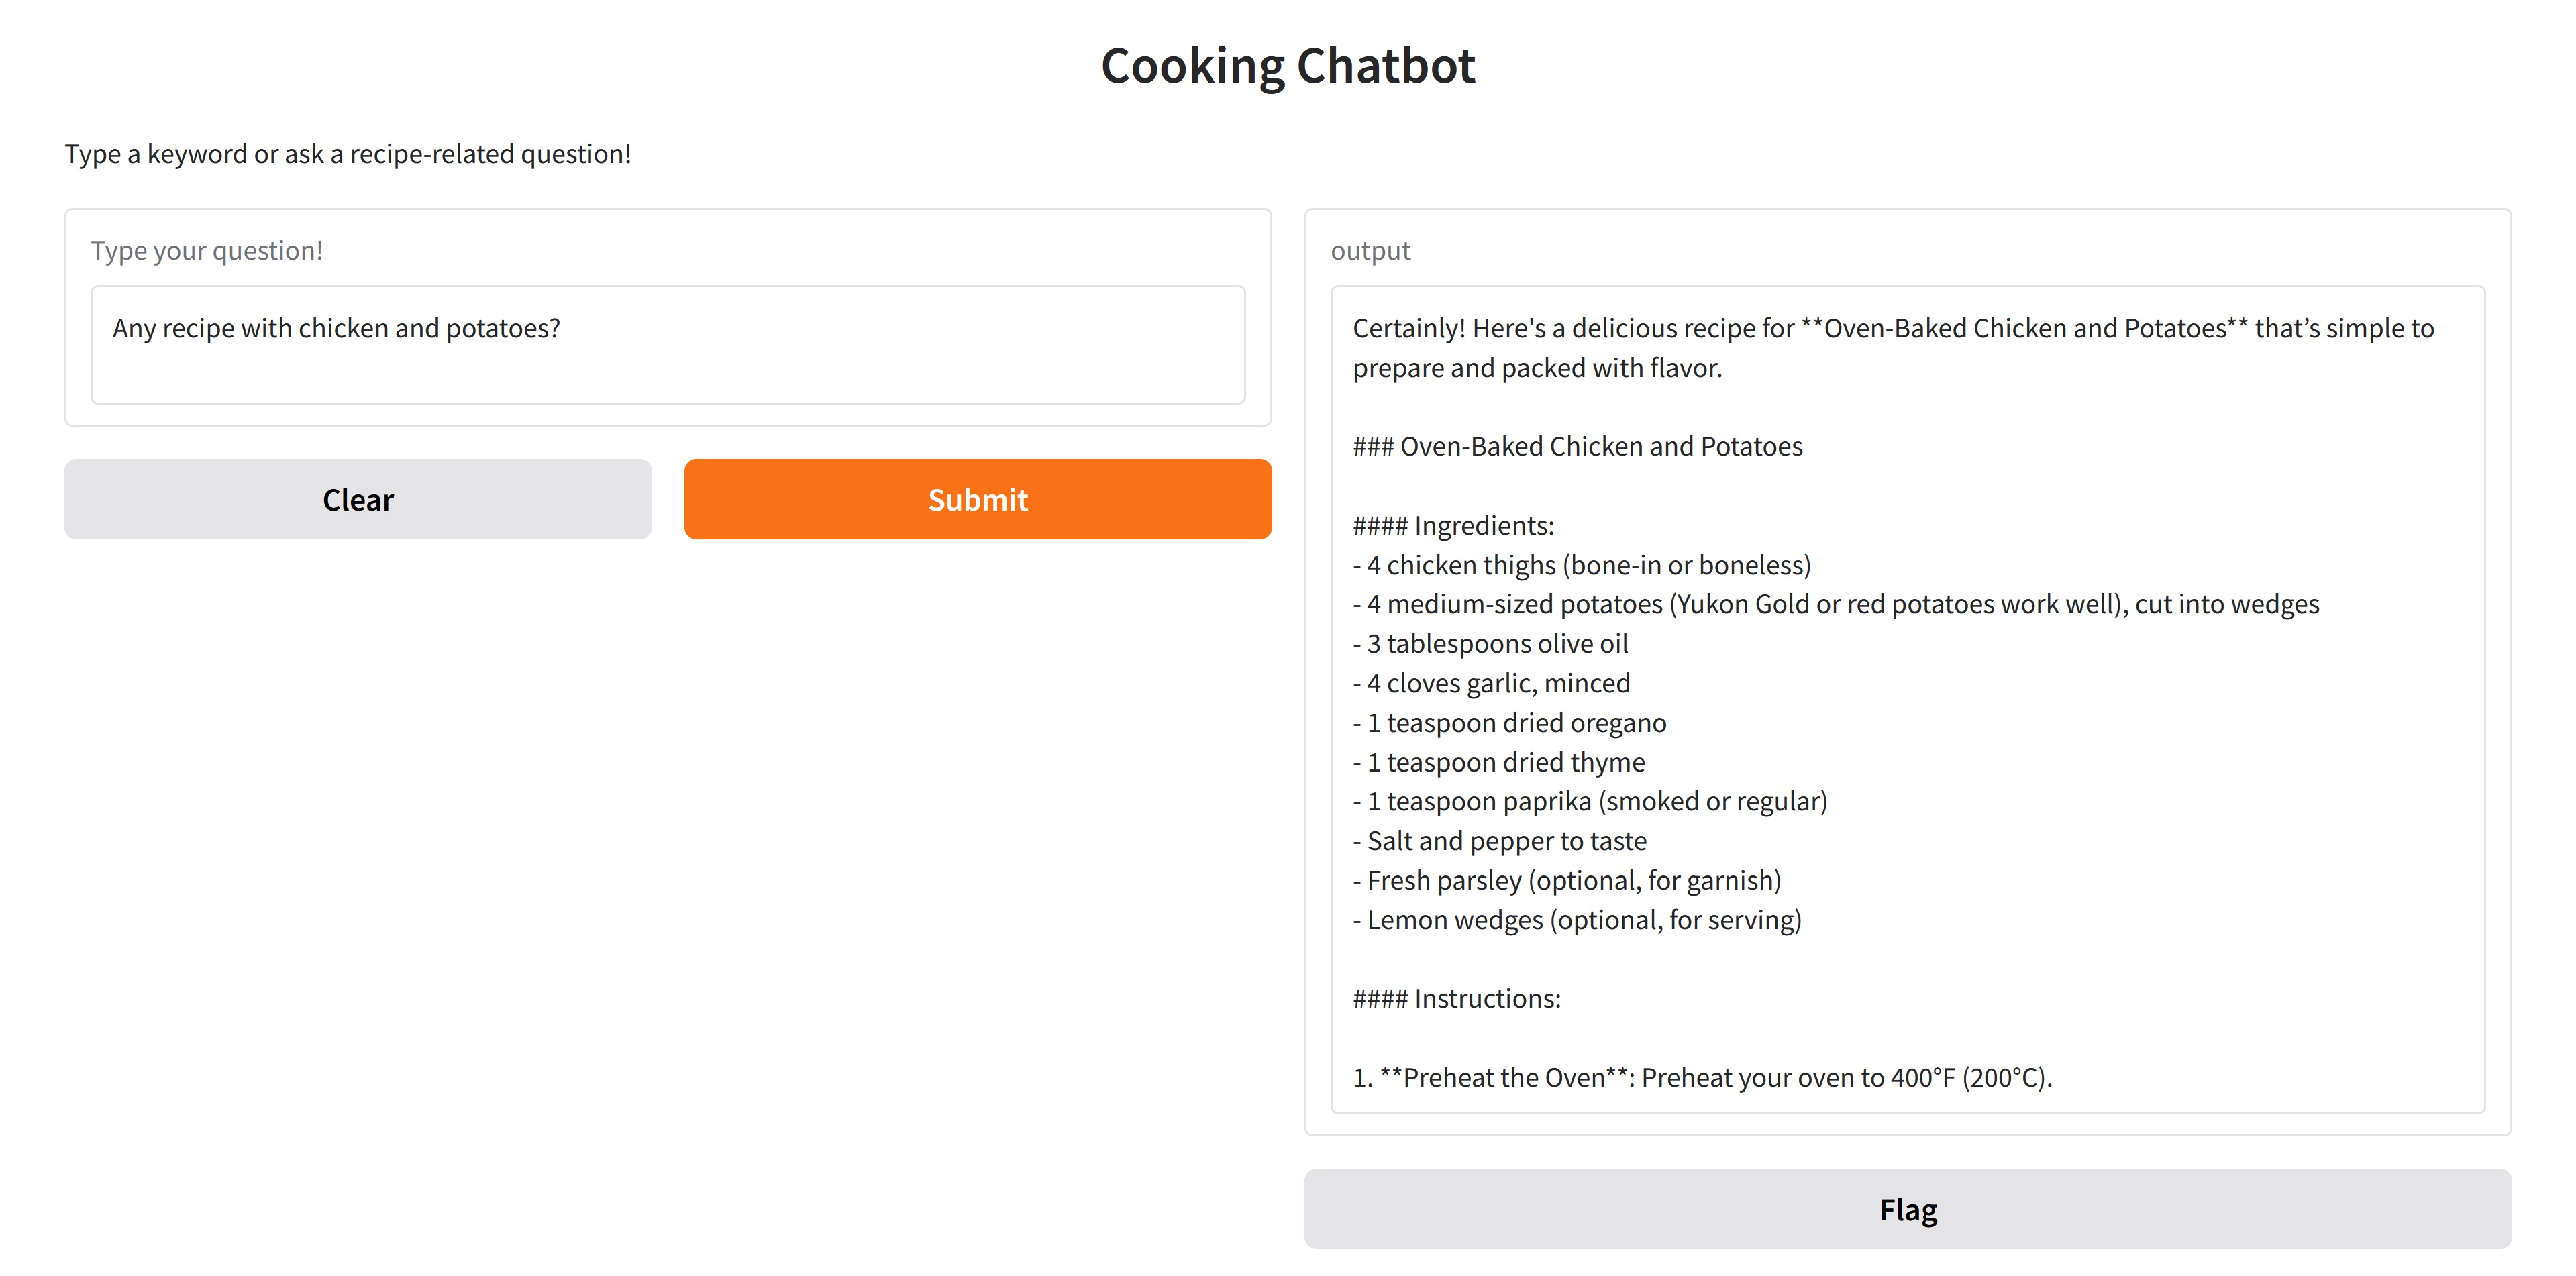 Cooking Chatbot
Type a keyword or ask a recipe-related question!
Type your question!
Any recipe with chicken and potatoes?
Clear
Submit
output
Certainly! Here's a delicious recipe for **Oven-Baked Chicken and Potatoes** that’s simple to
prepare and packed with flavor.
### Oven-Baked Chicken and Potatoes
#### Ingredients:
- 4 chicken thighs (bone-in or boneless)
- 4 medium-sized potatoes (Yukon Gold or red potatoes work well), cut into wedges
- 3 tablespoons olive oil
- 4 cloves garlic, minced
- 1 teaspoon dried oregano
- 1 teaspoon dried thyme
- 1 teaspoon paprika (smoked or regular)
- Salt and pepper to taste
- Fresh parsley (optional, for garnish)
- Lemon wedges (optional, for serving)
#### Instructions:
1. **Preheat the Oven**: Preheat your oven to 400°F (200°C).
Flag